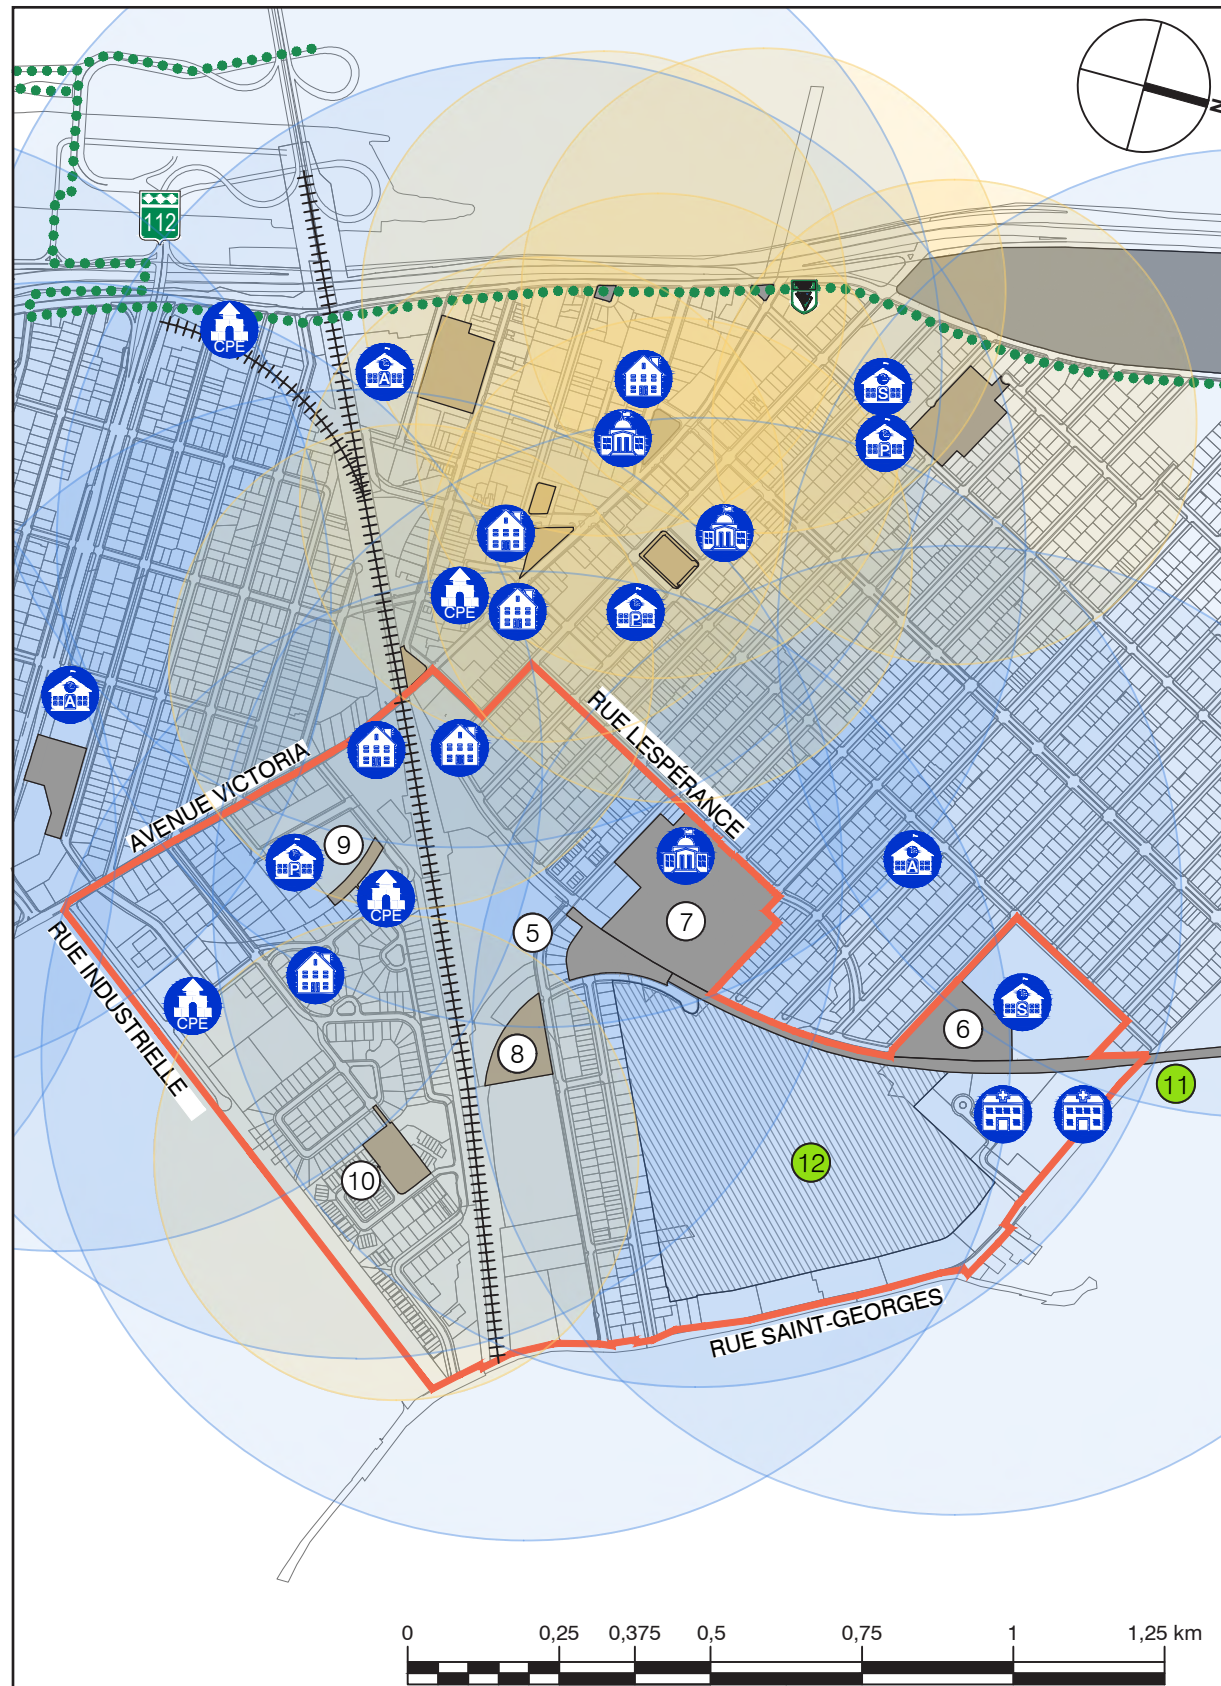 N
112
CPE
A
S
P
CPE
P
A
RUE LESPÉRANCE
AVENUE VICTORIA
9
P
A
CPE
7
5
RUE INDUSTRIELLE
CPE
S
6
8
11
12
10
RUE SAINT-GEORGES
0 0,25 0,375 0,5 0,75 1 1,25 km